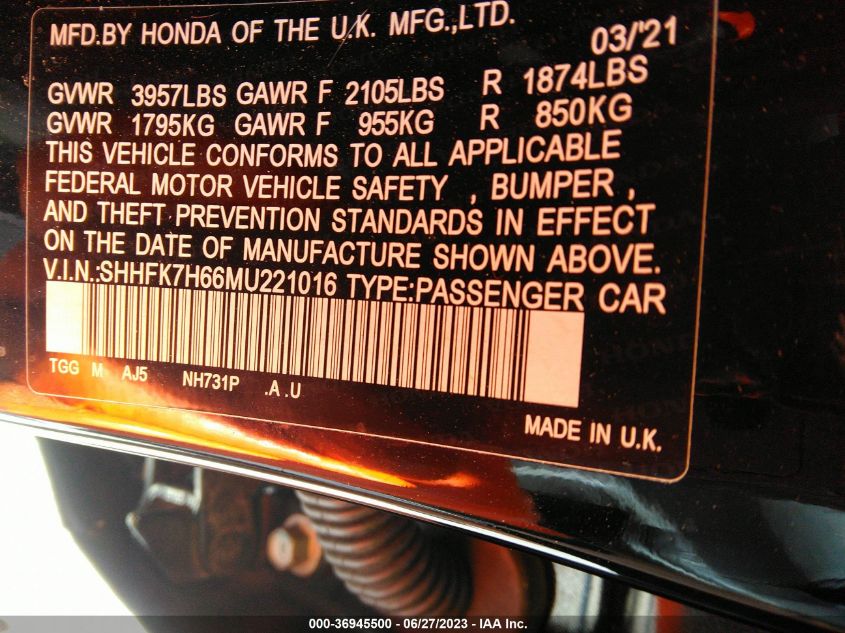 MFD.BY HONDA OF THE U.K. MFG.,LTD.
03/'21
GVWR 3957LBS GAWR F 2105LBS R 1874LBS
GVWR 1795KG GAWR F 955KG R 850KG
THIS VEHICLE CONFORMS TO ALL APPLICABLE
FEDERAL MOTOR VEHICLE SAFETY , BUMPER ,
AND THEFT PREVENTION STANDARDS IN EFFECT
ON THE DATE OF MANUFACTURE SHOWN ABOVE.
V.I.N.:SHHFK7H66MU221016 TYPE:PASSENGER CAR
TGG M AJ5 NH731P .A .U
MADE IN U.K.
000-36945500 - 06/27/2023 - IAA Inc.